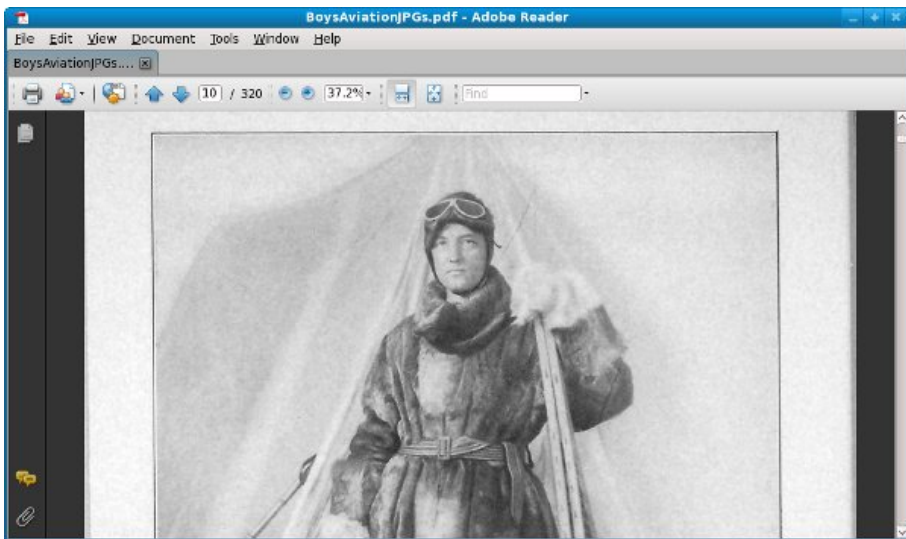 BoysAviationJPGs.pdf - Adobe Reader
File Edit View Document Tools Window Help
BoysAviationJPGs....
10 / 320 37.2% Find